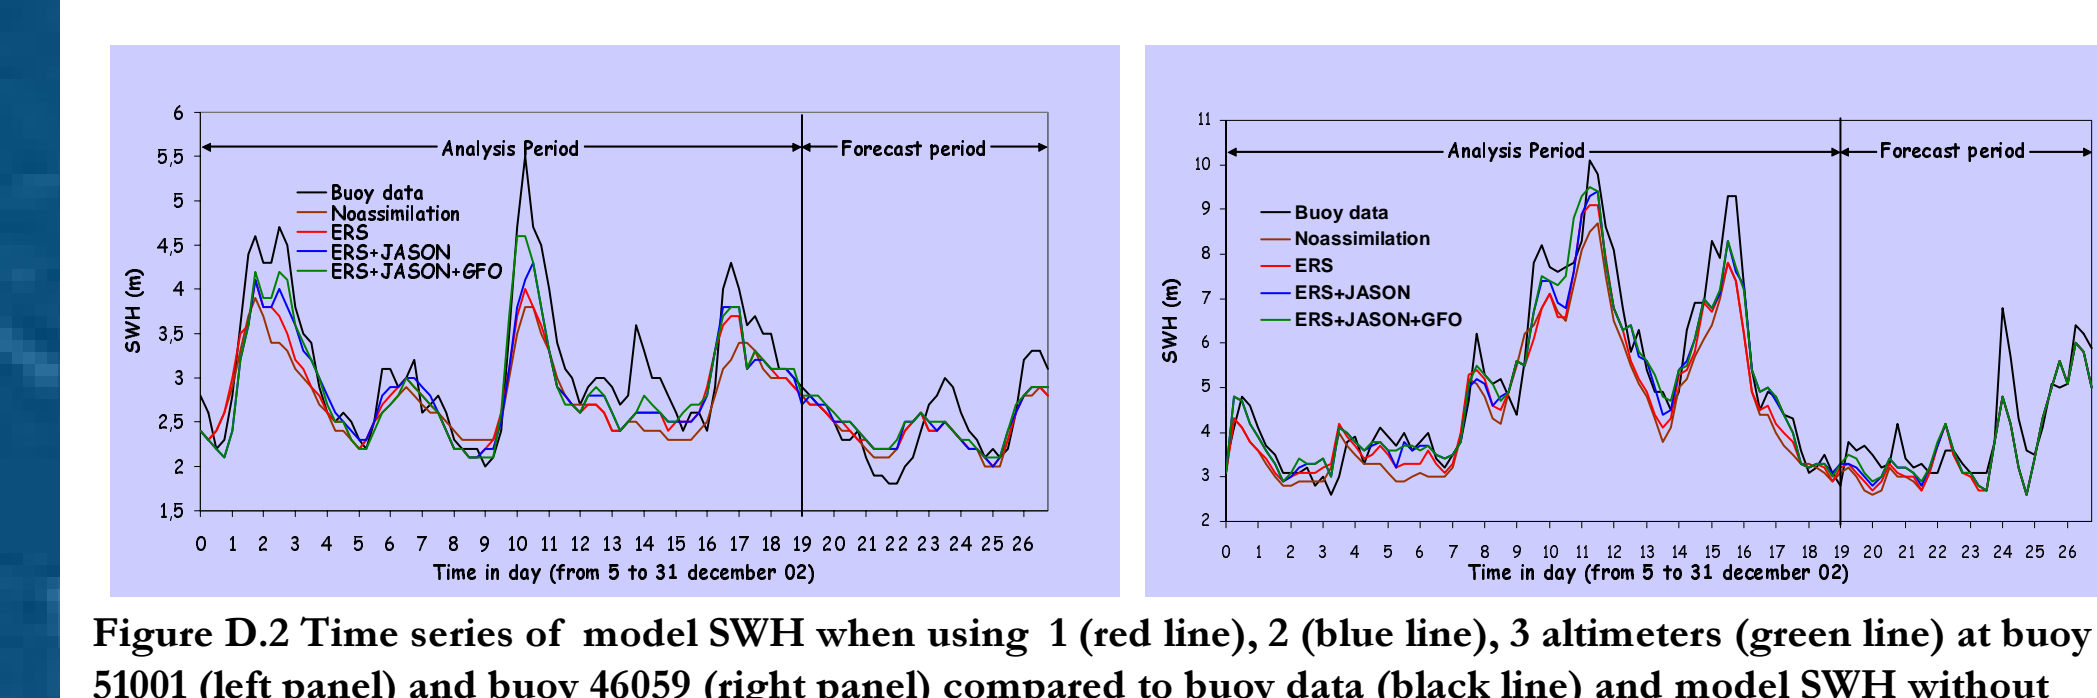 6
5,5
5
4,5
4
3,5
3
2,5
2
1,5
SWH (m)
Analysis Period
Forecast period
Buoy data
Noassimilation
ERS
ERS+JASON
ERS+JASON+GFO
0 1 2 3 4 5 6 7 8 9 10 11 12 13 14 15 16 17 18 19 20 21 22 23 24 25 26
Time in day (from 5 to 31 december 02)
11
10
9
8
7
6
5
4
3
2
SWH (m)
Analysis Period
Forecast period
Buoy data
Noassimilation
ERS
ERS+JASON
ERS+JASON+GFO
0 1 2 3 4 5 6 7 8 9 10 11 12 13 14 15 16 17 18 19 20 21 22 23 24 25 26
Time in day (from 5 to 31 december 02)
Figure D.2 Time series of model SWH when using 1 (red line), 2 (blue line), 3 altimeters (green line) at buoy
51001 (left panel) and buoy 46059 (right panel) compared to buoy data (black line) and model SWH without